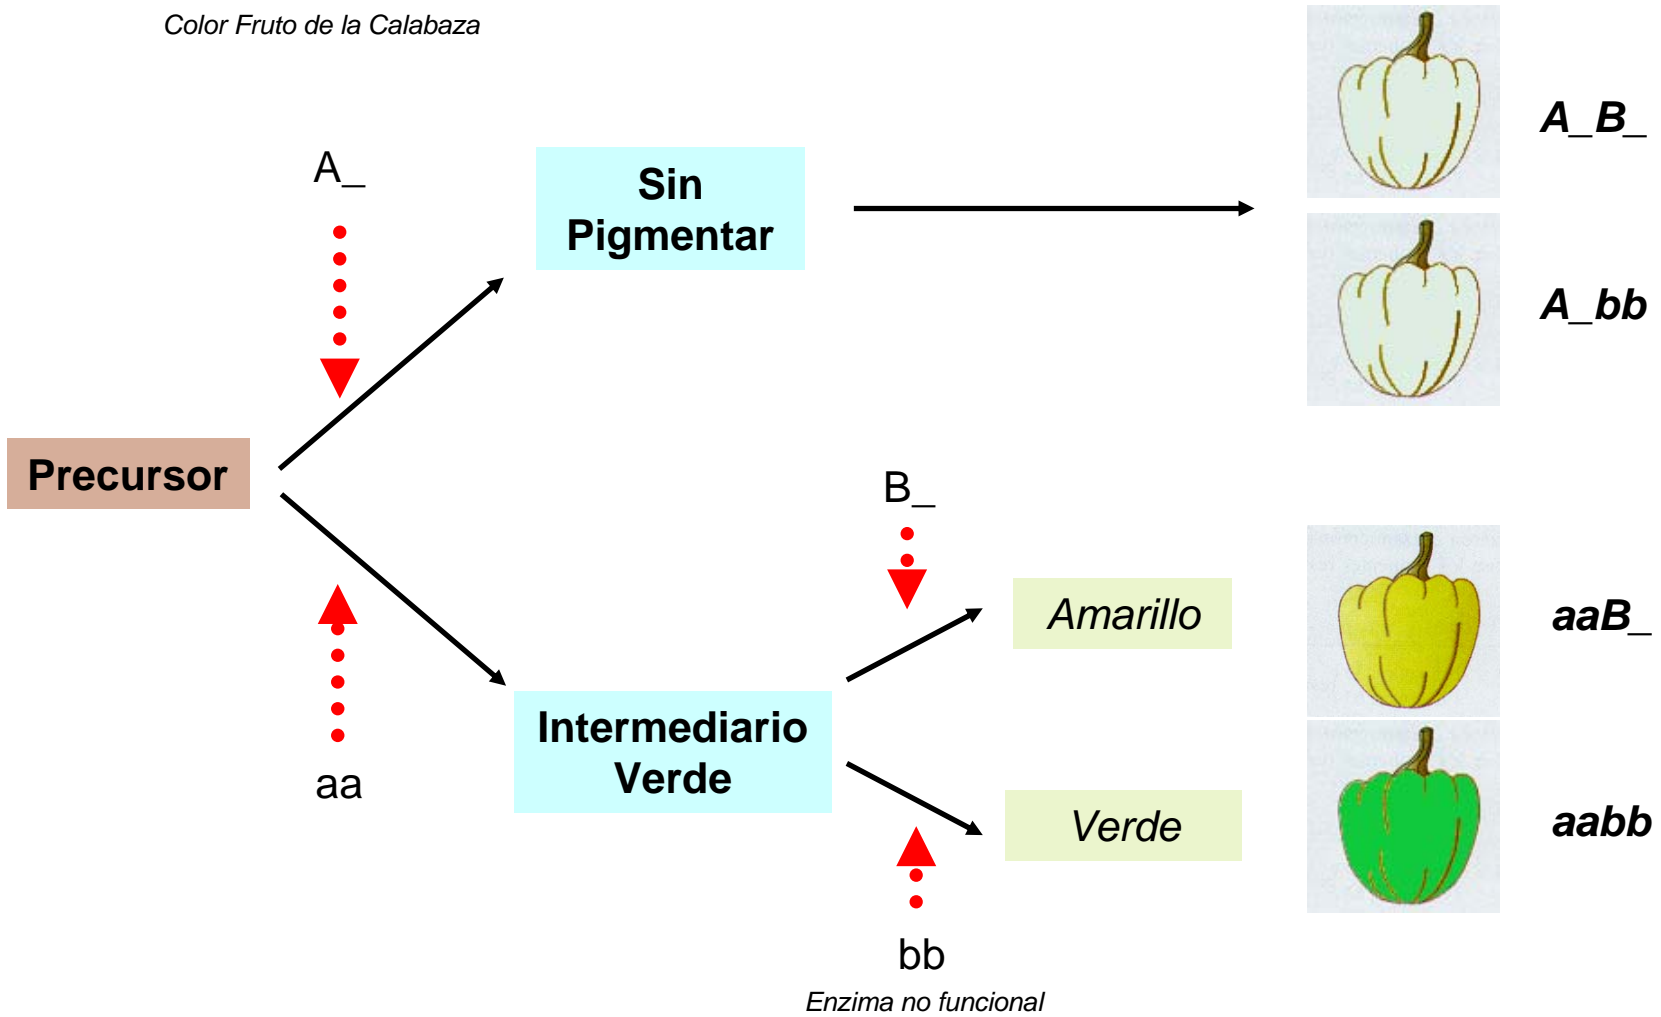 Color Fruto de la Calabaza
A_
Sin
Pigmentar
A_B_
A_bb
Precursor
B_
Amarillo
aaB_
aa
Intermediario
Verde
Verde
aabb
bb
Enzima no funcional